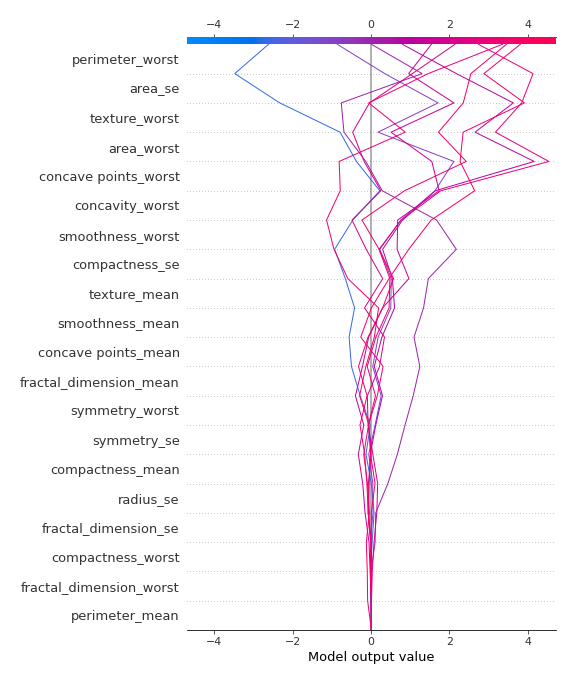 −4 −2 0 2 4
perimeter_worst
area_se
texture_worst
area_worst
concave points_worst
concavity_worst
smoothness_worst
compactness_se
texture_mean
smoothness_mean
concave points_mean
fractal_dimension_mean
symmetry_worst
symmetry_se
compactness_mean
radius_se
fractal_dimension_se
compactness_worst
fractal_dimension_worst
perimeter_mean
−4 −2 0 2 4
Model output value